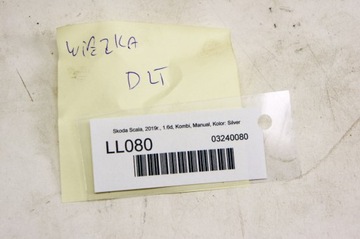 WIĘZKA
DLT
Skoda Scala, 2019r., 1.6d, Kombi, Manual, Kolor: Silver
LL080 03240080